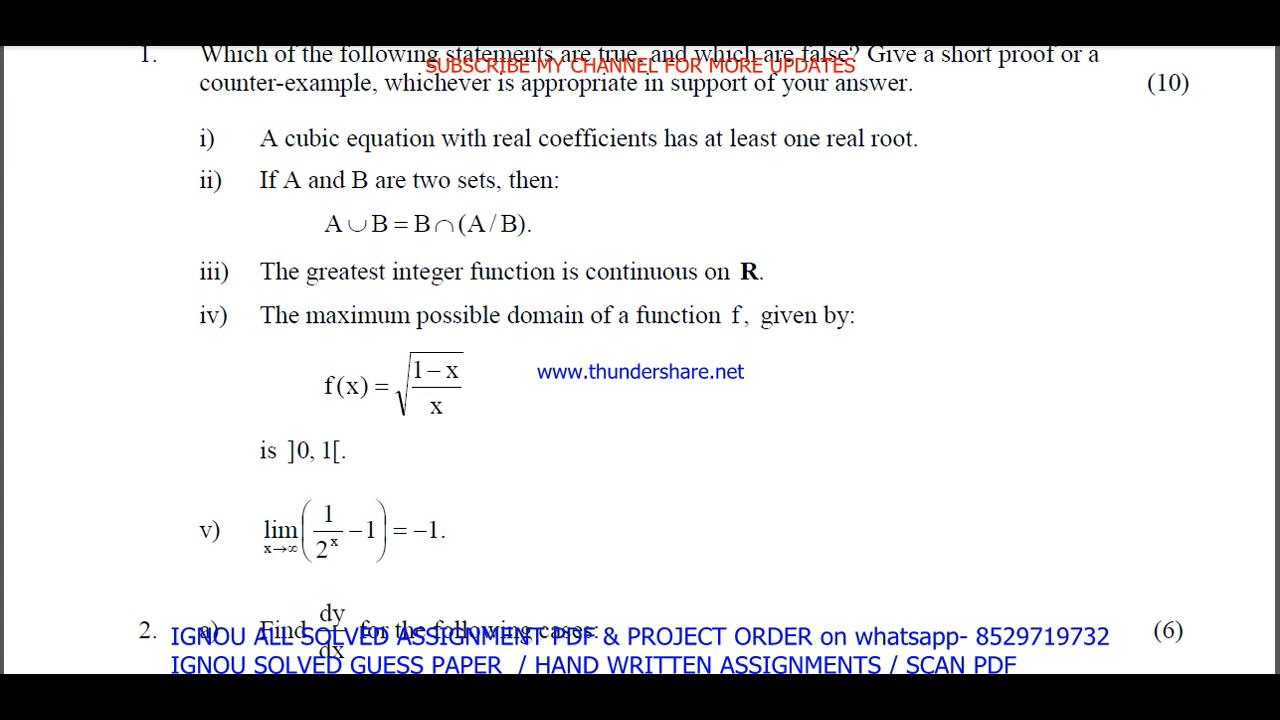 1. Which of the following statements are true, and which are false? Give a short proof or a
SUBSCRIBE MY CHANNEL FOR MORE UPDATES
counter-example, whichever is appropriate in support of your answer. (10)
i) A cubic equation with real coefficients has at least one real root.
ii) If A and B are two sets, then:
A ∪ B = B ∩ (A / B).
iii) The greatest integer function is continuous on R.
iv) The maximum possible domain of a function f, given by:
f (x) = √((1 − x)/x)
www.thundershare.net
is ]0, 1[.
v) lim x→∞ (1/2^x − 1) = −1.
2. a) Find dy/dx for the following cases: (6)
IGNOU ALL SOLVED ASSIGNMENT PDF & PROJECT ORDER on whatsapp- 8529719732
IGNOU SOLVED GUESS PAPER / HAND WRITTEN ASSIGNMENTS / SCAN PDF